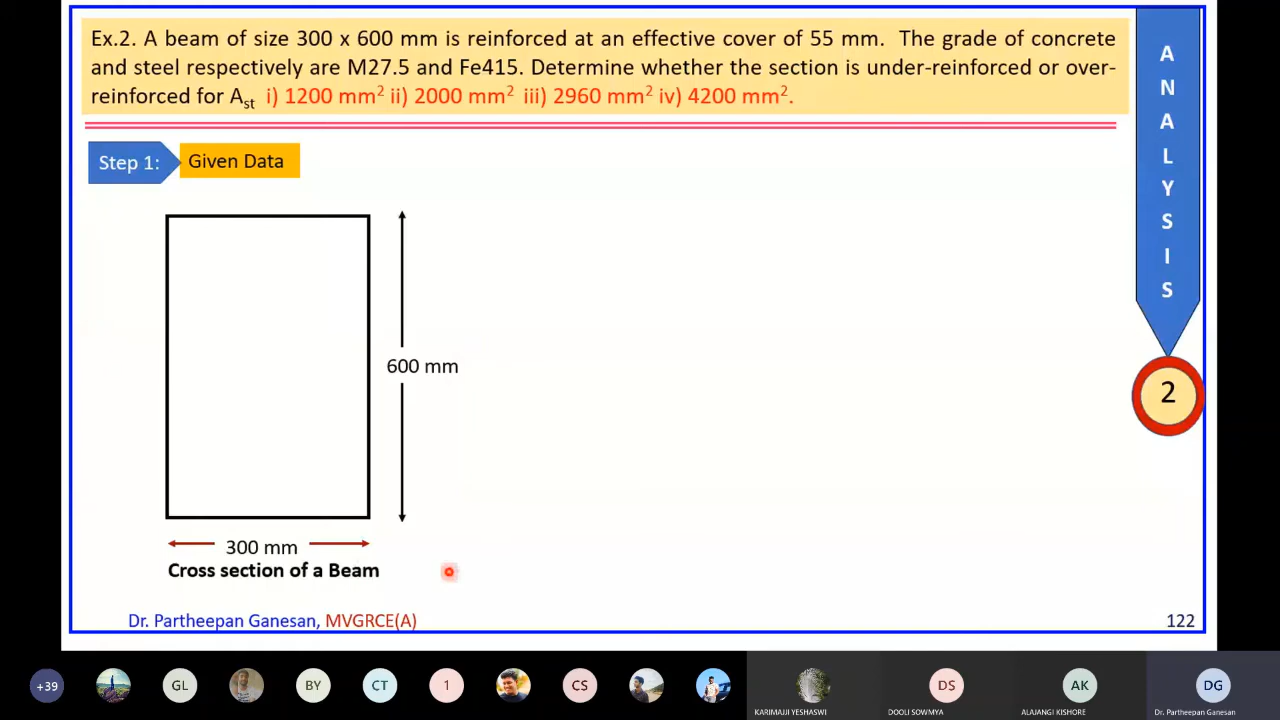 Ex.2. A beam of size 300 x 600 mm is reinforced at an effective cover of 55 mm. The grade of concrete
and steel respectively are M27.5 and Fe415. Determine whether the section is under-reinforced or over-
reinforced for Ast i) 1200 mm² ii) 2000 mm² iii) 2960 mm² iv) 4200 mm².
ANALYSIS
2
Step 1:
Given Data
600 mm
300 mm
Cross section of a Beam
Dr. Partheepan Ganesan, MVGRCE(A)
122
+39
GL
BY
CT
1
CS
DS
AK
DG
KARIMAJJI YESHASWI
DOOLI SOWMYA
ALAJANGI KISHORE
Dr. Partheepan Ganesan